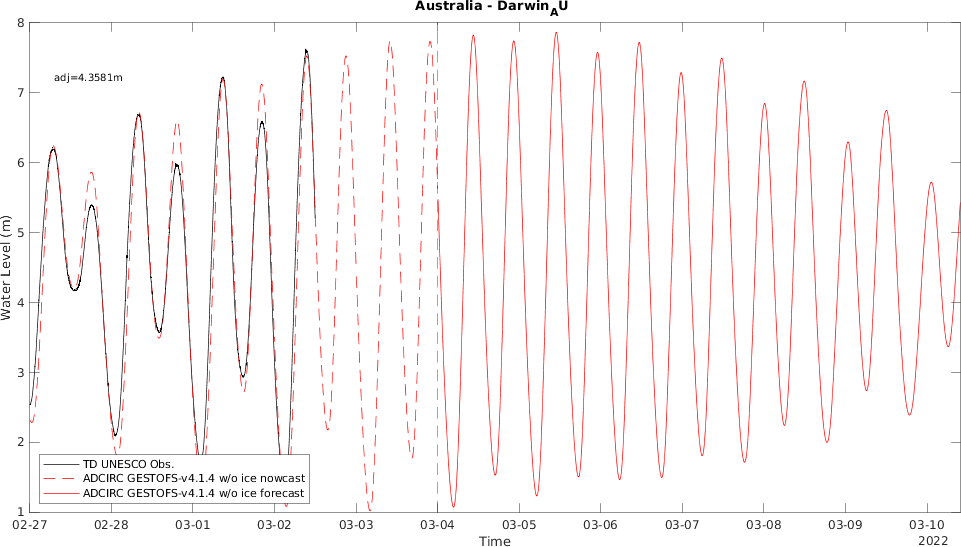 Australia - Darwin_AU
adj=4.3581m
Water Level (m)
8
7
6
5
4
3
2
1
TD UNESCO Obs.
ADCIRC GESTOFS-v4.1.4 w/o ice nowcast
ADCIRC GESTOFS-v4.1.4 w/o ice forecast
02-27 02-28 03-01 03-02 03-03 03-04 03-05 03-06 03-07 03-08 03-09 03-10
Time
2022